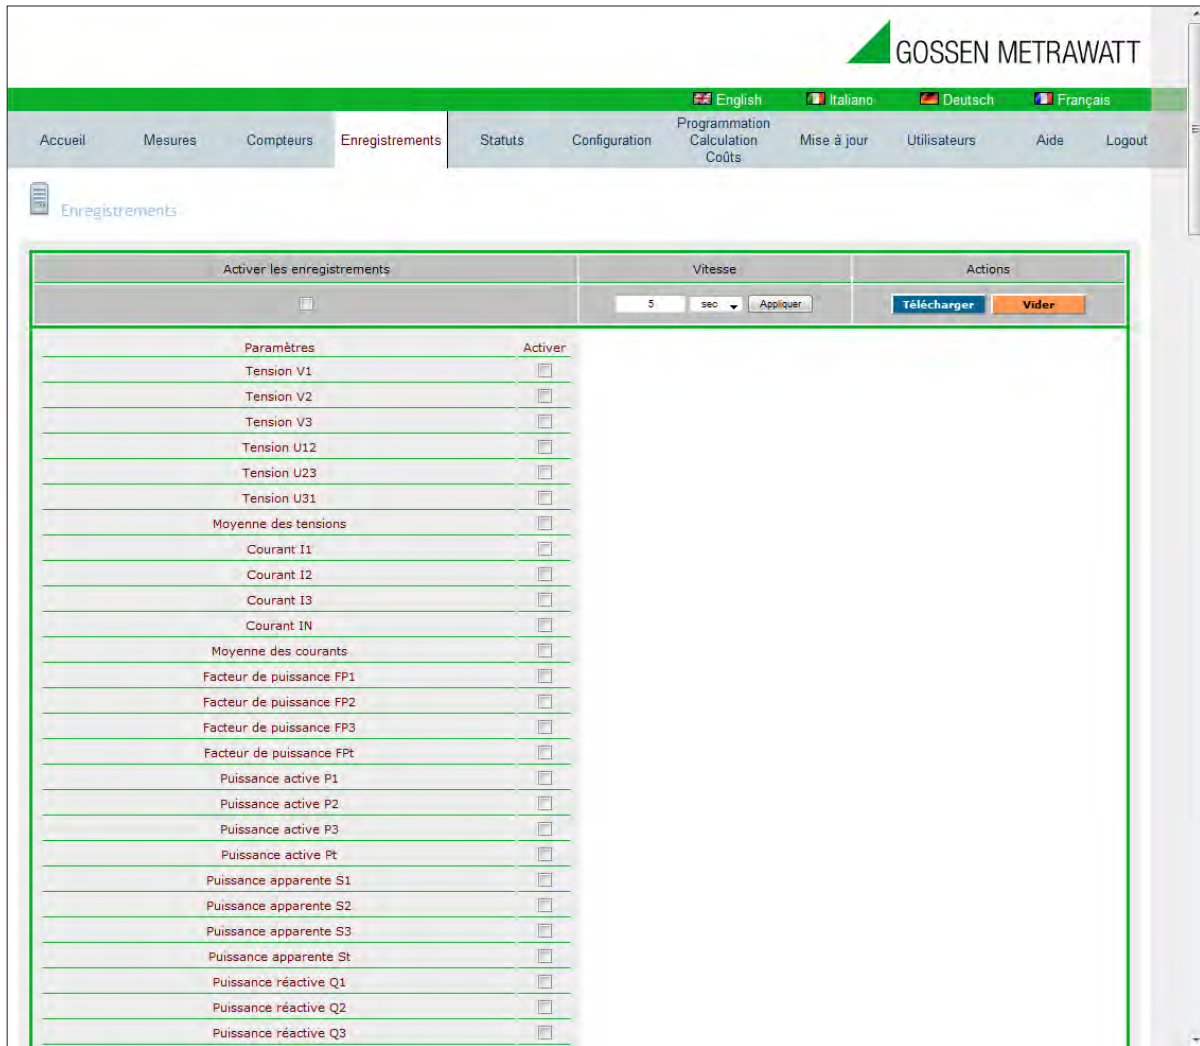 GOSSEN METRAWATT
English Italiano Deutsch Français
Accueil Mesures Compteurs Enregistrements Statuts Configuration Programmation Calculation Coûts Mise à jour Utilisateurs Aide Logout
Enregistrements
Activer les enregistrements Vitesse Actions
5 sec Appliquer Télécharger Vider
Paramètres Activer
Tension V1
Tension V2
Tension V3
Tension U12
Tension U23
Tension U31
Moyenne des tensions
Courant I1
Courant I2
Courant I3
Courant IN
Moyenne des courants
Facteur de puissance FP1
Facteur de puissance FP2
Facteur de puissance FP3
Facteur de puissance FPt
Puissance active P1
Puissance active P2
Puissance active P3
Puissance active Pt
Puissance apparente S1
Puissance apparente S2
Puissance apparente S3
Puissance apparente St
Puissance réactive Q1
Puissance réactive Q2
Puissance réactive Q3